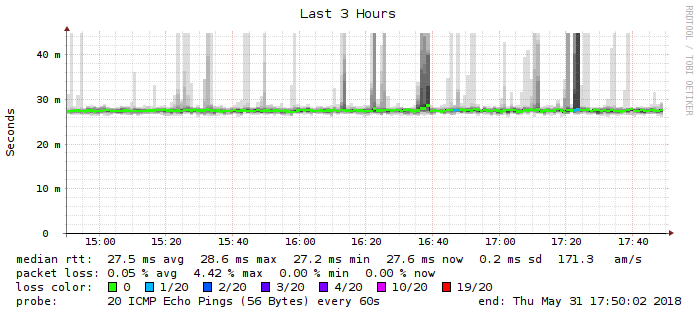 Last 3 Hours
RRDTOOL / TOBI OETIKER
Seconds
40 m
30 m
20 m
10 m
0
15:00 15:20 15:40 16:00 16:20 16:40 17:00 17:20 17:40
median rtt: 27.5 ms avg 28.6 ms max 27.2 ms min 27.6 ms now 0.2 ms sd 171.3 am/s
packet loss: 0.05 % avg 4.42 % max 0.00 % min 0.00 % now
loss color: 0 1/20 2/20 3/20 4/20 10/20 19/20
probe: 20 ICMP Echo Pings (56 Bytes) every 60s end: Thu May 31 17:50:02 2018